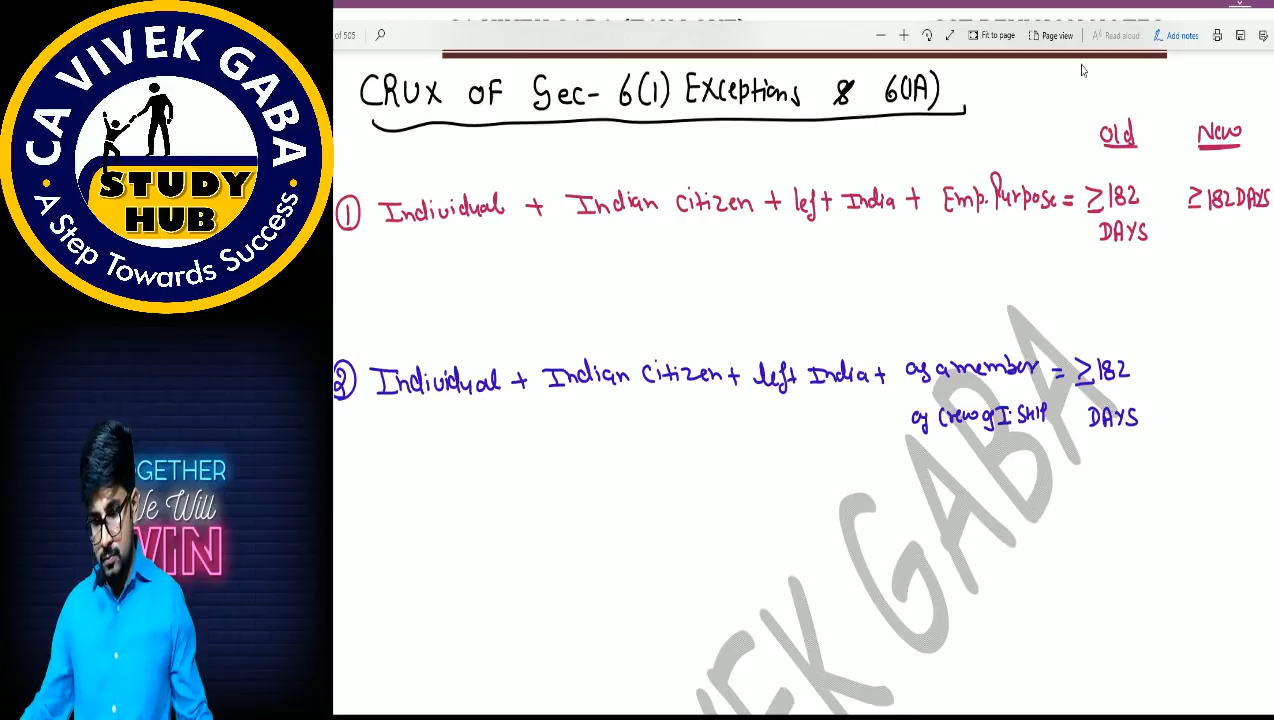 CA VIVEK GABA
STUDY
HUB
A Step Towards Success
TOGETHER
We Will
WIN
of 505
Fit to page
Page view
Read aloud
Add notes
CRUX OF Sec- 6(1) Exceptions & 6(1A)
Old New
① Individual + Indian citizen + left India + Emp. Purpose = ≥182 ≥182 DAYS
DAYS
② Individual + Indian Citizen + left India + as a member = ≥182
of Crew of I. SHIP DAYS
VEK GABA